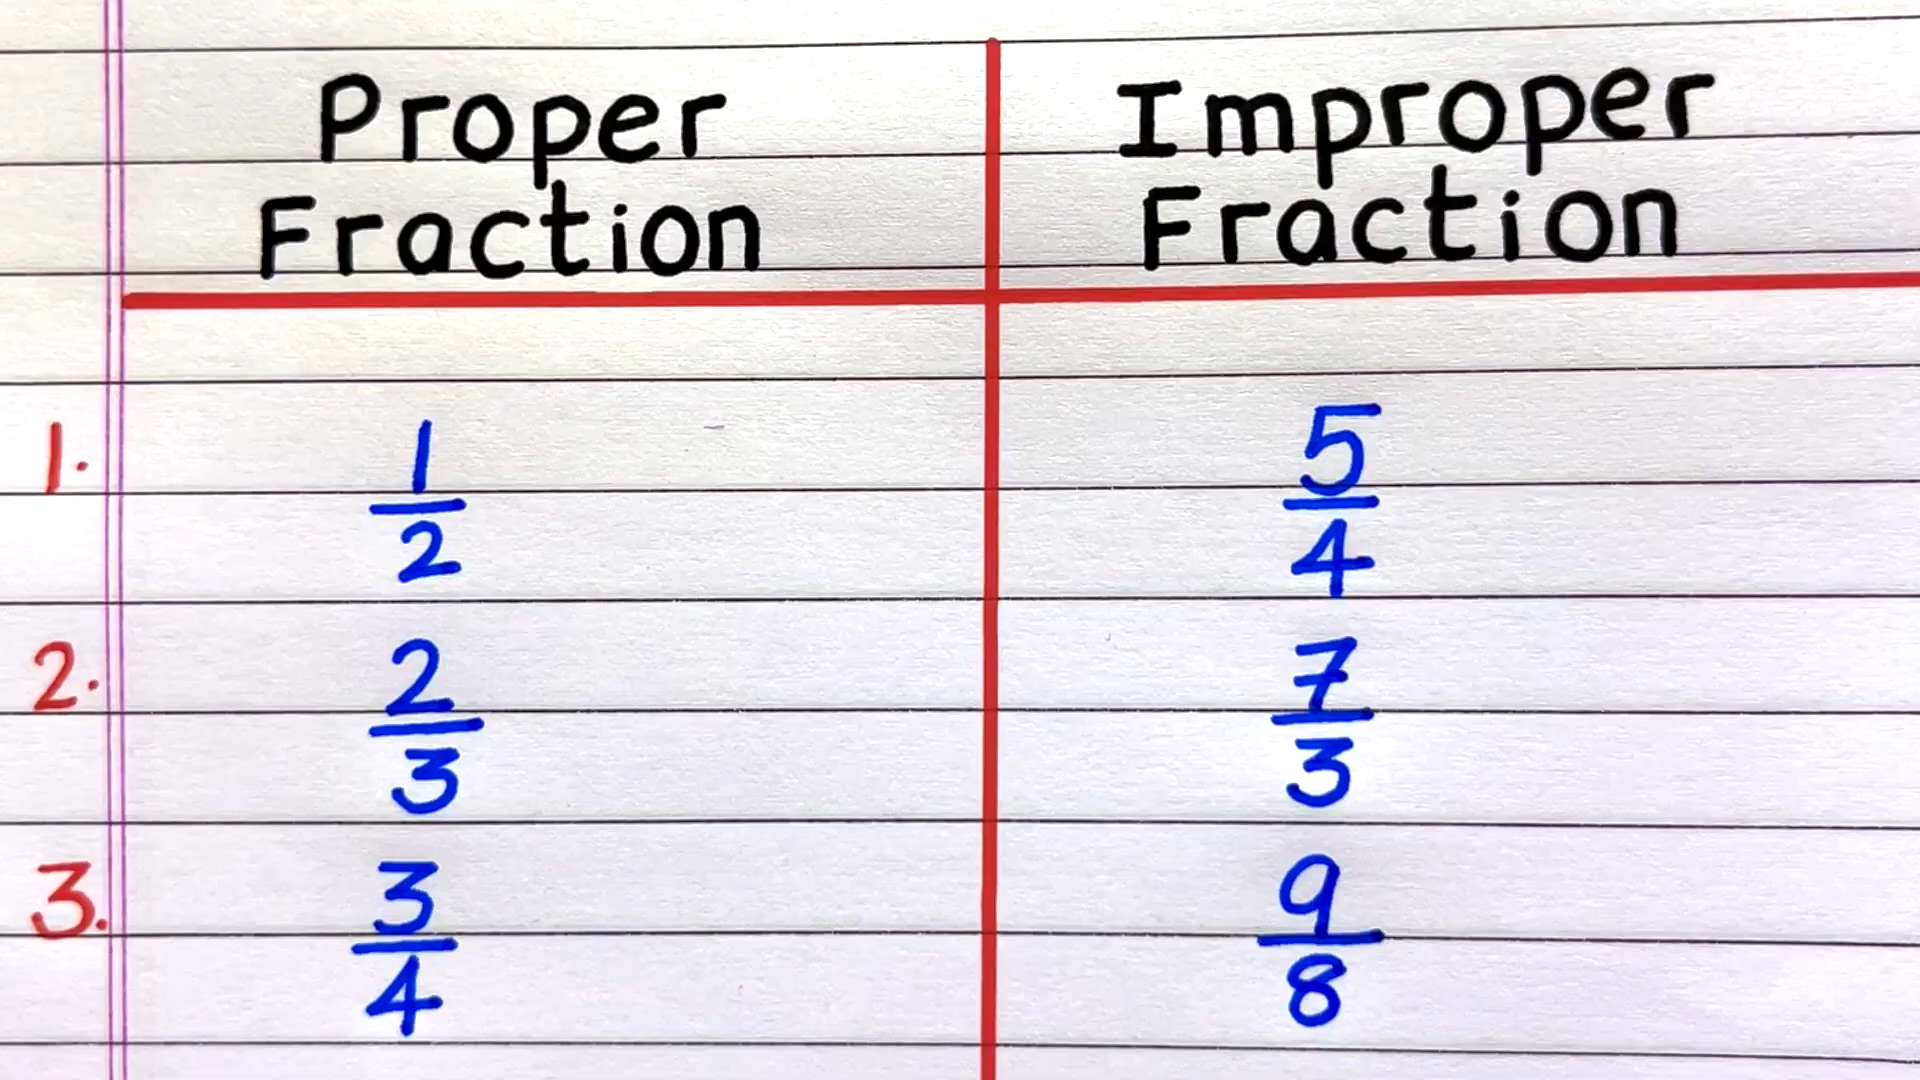 Proper Fraction
Improper Fraction
1. 1/2 5/4
2. 2/3 7/3
3. 3/4 9/8